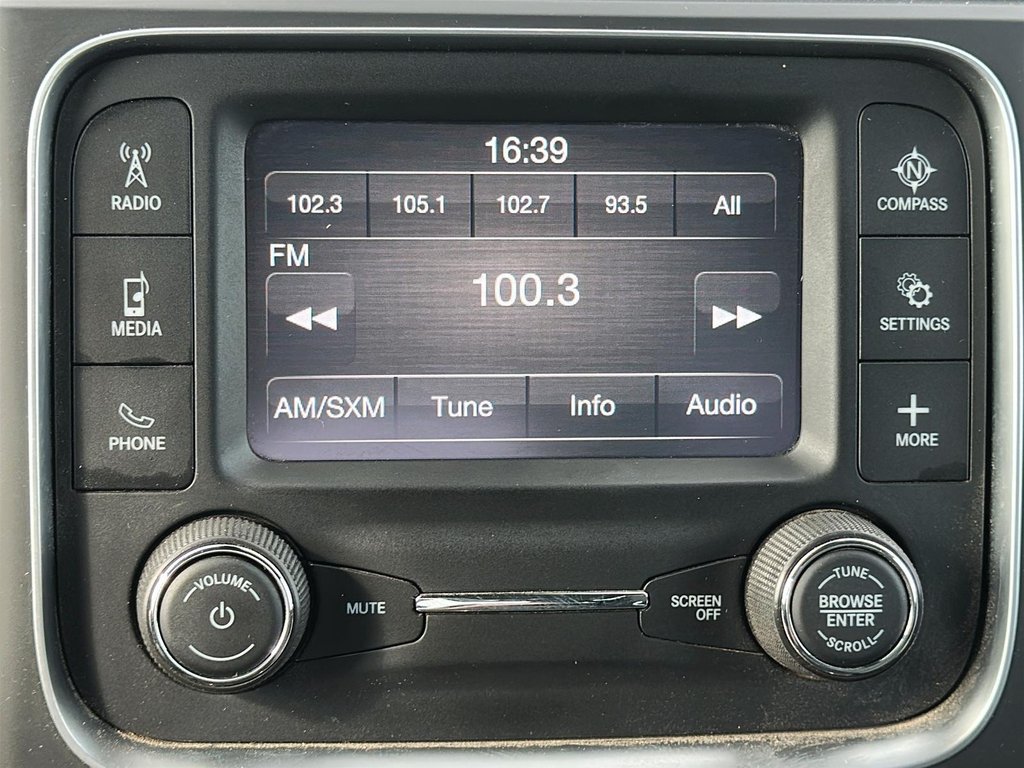 16:39
102.3 105.1 102.7 93.5 All
FM
100.3
AM/SXM Tune Info Audio
RADIO
MEDIA
PHONE
N
COMPASS
SETTINGS
MORE
VOLUME
MUTE
SCREEN
OFF
TUNE
BROWSE
ENTER
SCROLL